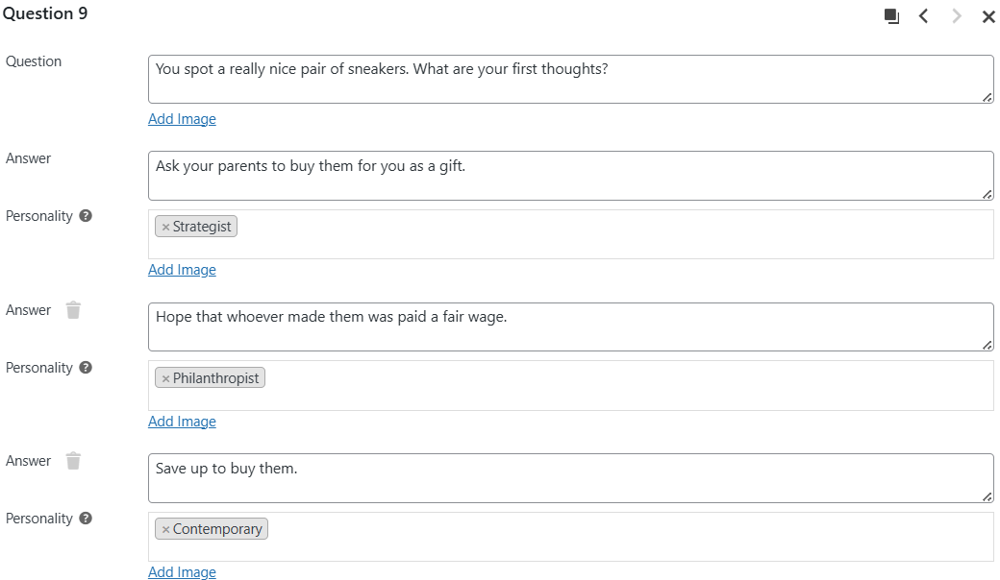 Question 9
Question
You spot a really nice pair of sneakers. What are your first thoughts?
Add Image
Answer
Ask your parents to buy them for you as a gift.
Personality ?
× Strategist
Add Image
Answer
Hope that whoever made them was paid a fair wage.
Personality ?
× Philanthropist
Add Image
Answer
Save up to buy them.
Personality ?
× Contemporary
Add Image